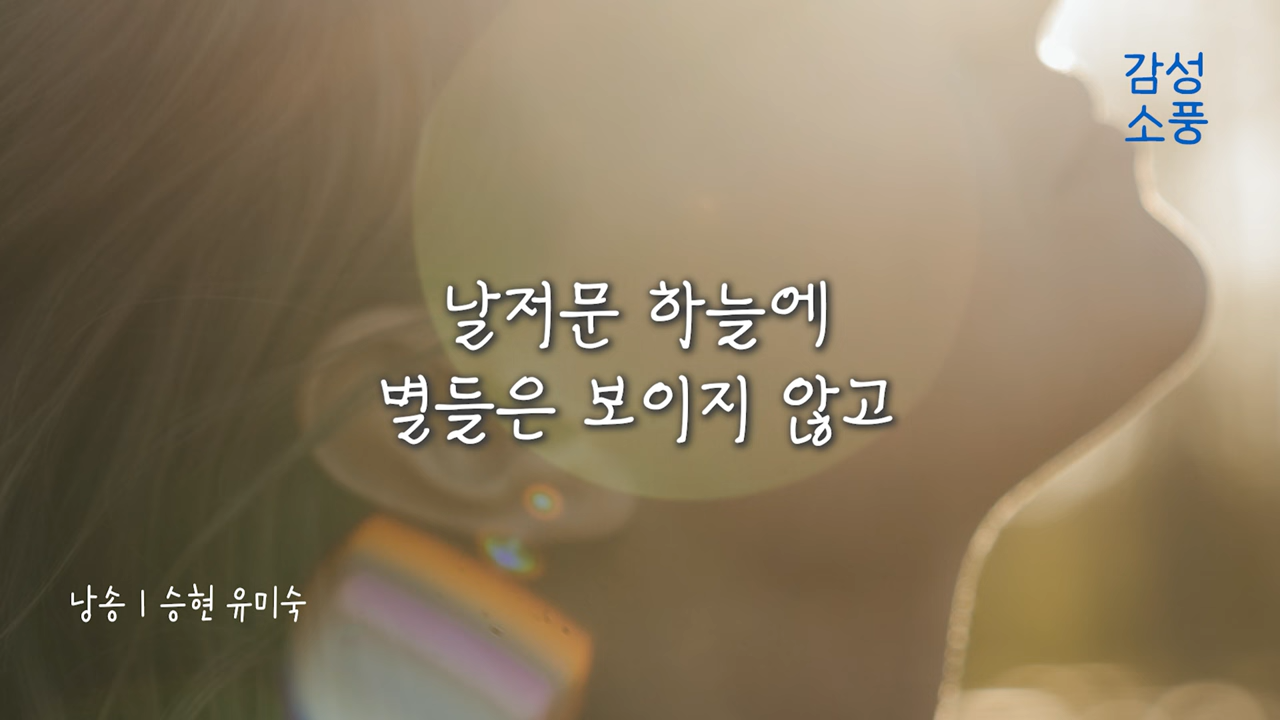 감성
소풍
날저문 하늘에
별들은 보이지 않고
낭송 | 승현 유미숙